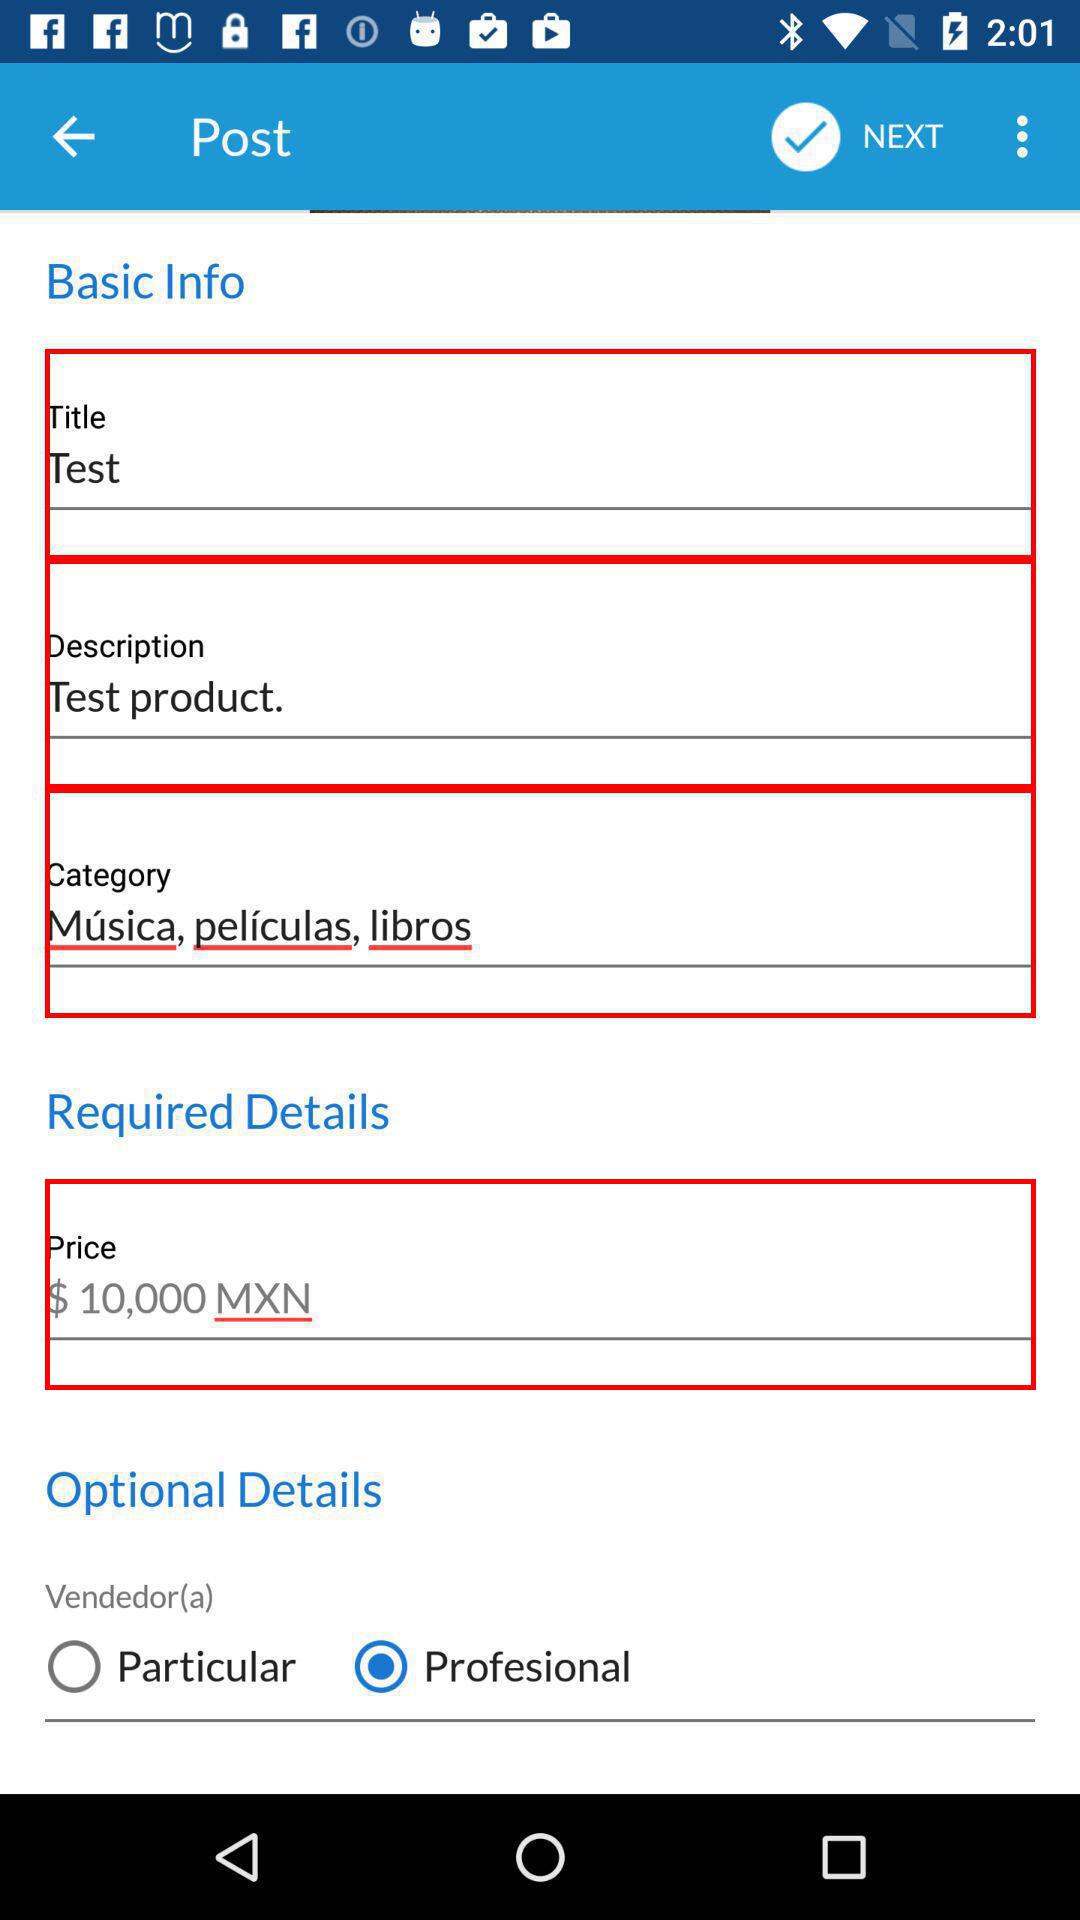 2:01
Post
NEXT
Basic Info
Title
Test
Description
Test product.
Category
Música, películas, libros
Required Details
Price
$ 10,000 MXN
Optional Details
Vendedor(a)
Particular
Profesional